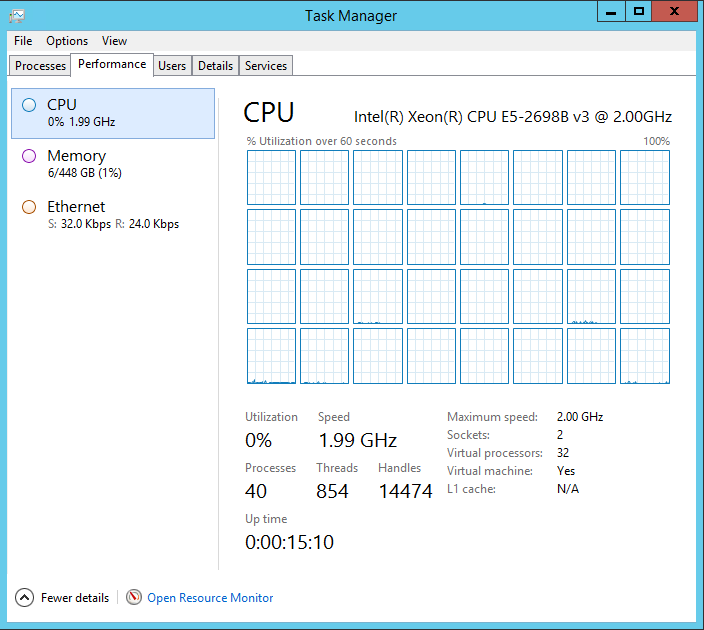 Task Manager
File Options View
Processes Performance Users Details Services
CPU
0% 1.99 GHz
Memory
6/448 GB (1%)
Ethernet
S: 32.0 Kbps R: 24.0 Kbps
CPU Intel(R) Xeon(R) CPU E5-2698B v3 @ 2.00GHz
% Utilization over 60 seconds 100%
Utilization Speed
0% 1.99 GHz
Processes Threads Handles
40 854 14474
Up time
0:00:15:10
Maximum speed: 2.00 GHz
Sockets: 2
Virtual processors: 32
Virtual machine: Yes
L1 cache: N/A
Fewer details Open Resource Monitor